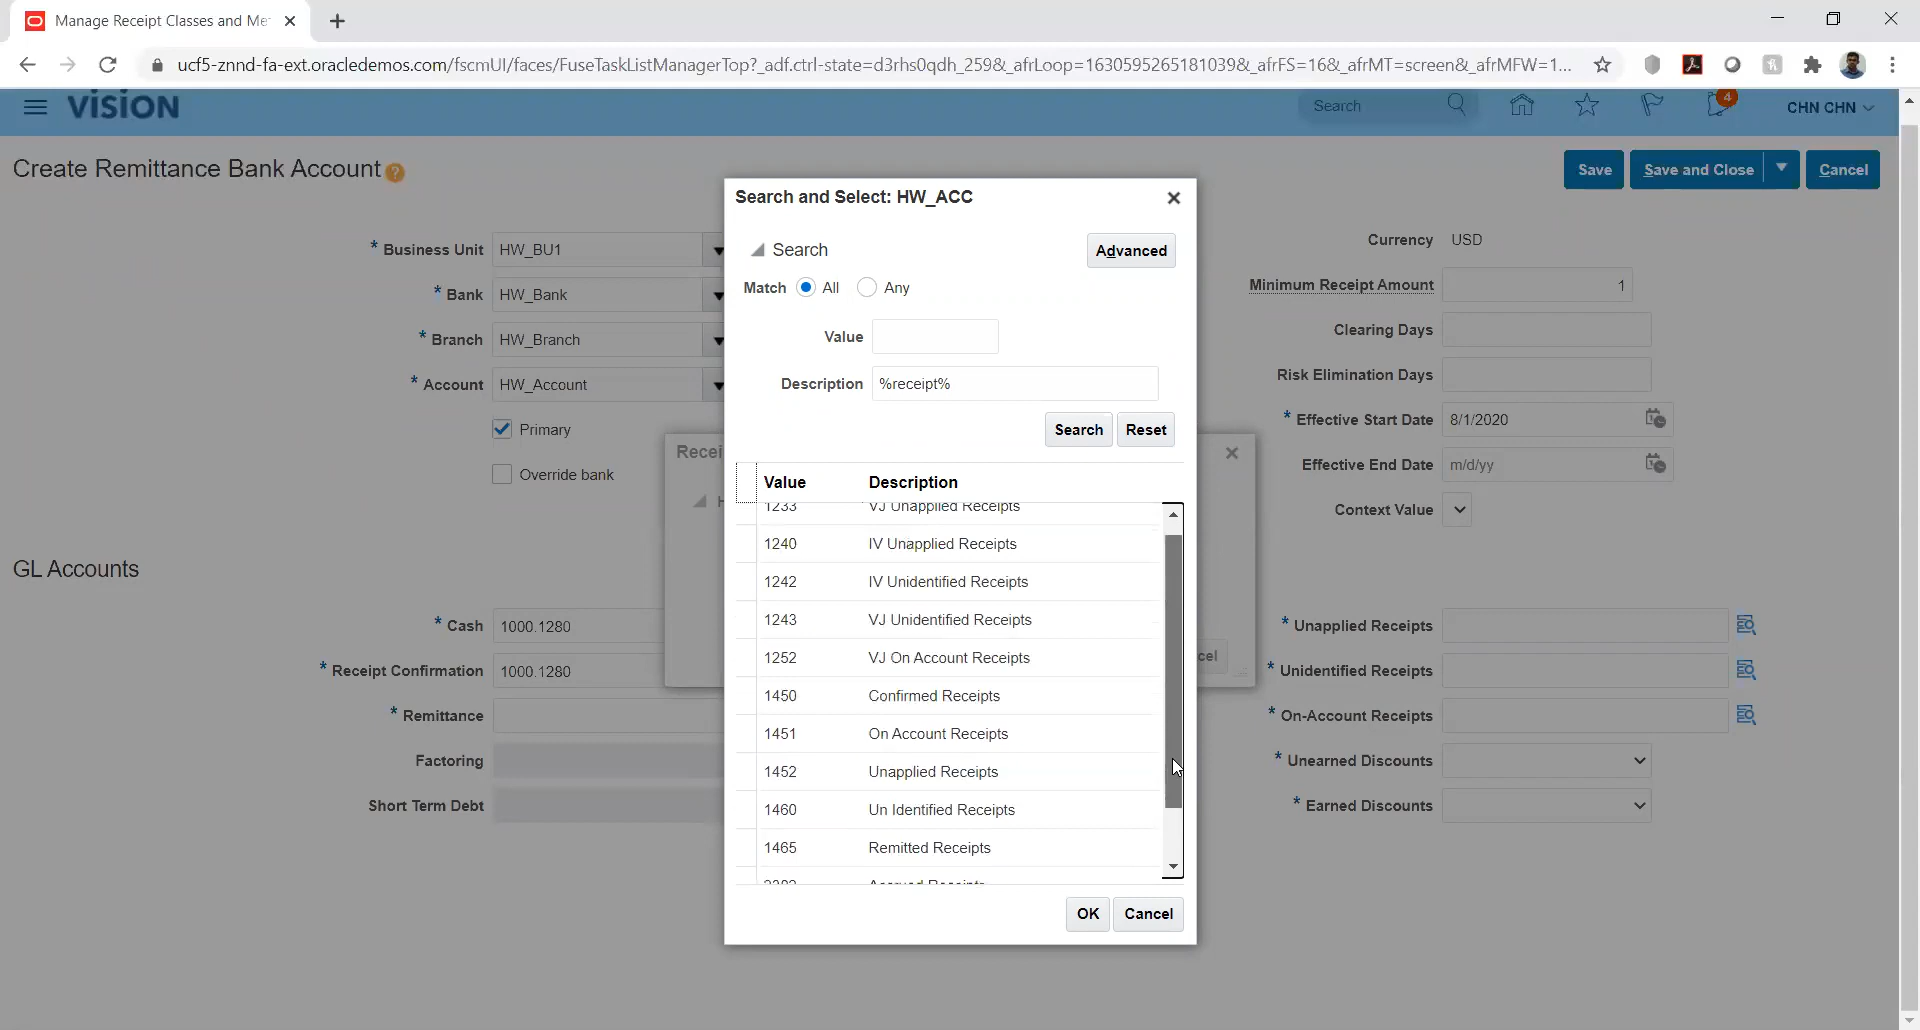 Manage Receipt Classes and Me
ucf5-znnd-fa-ext.oracledemos.com/fscmUI/faces/FuseTaskListManagerTop?_adf.ctrl-state=d3rhs0qdh_259&_afrLoop=1630595265181039&_afrFS=16&_afrMT=screen&_afrMFW=1...
VISION
Search
4
CHN CHN
Create Remittance Bank Account ?
Save
Save and Close
Cancel
Search and Select: HW_ACC
Search
Advanced
Match All Any
Value
Description %receipt%
Search
Reset
Value Description
1233 VJ Unapplied Receipts
1240 IV Unapplied Receipts
1242 IV Unidentified Receipts
1243 VJ Unidentified Receipts
1252 VJ On Account Receipts
1450 Confirmed Receipts
1451 On Account Receipts
1452 Unapplied Receipts
1460 Un Identified Receipts
1465 Remitted Receipts
OK
Cancel
* Business Unit HW_BU1
* Bank HW_Bank
* Branch HW_Branch
* Account HW_Account
Primary
Override bank
Recei
H
cel
Currency USD
Minimum Receipt Amount 1
Clearing Days
Risk Elimination Days
* Effective Start Date 8/1/2020
Effective End Date m/d/yy
Context Value
GL Accounts
* Cash 1000.1280
* Receipt Confirmation 1000.1280
* Remittance
Factoring
Short Term Debt
* Unapplied Receipts
* Unidentified Receipts
* On-Account Receipts
* Unearned Discounts
* Earned Discounts